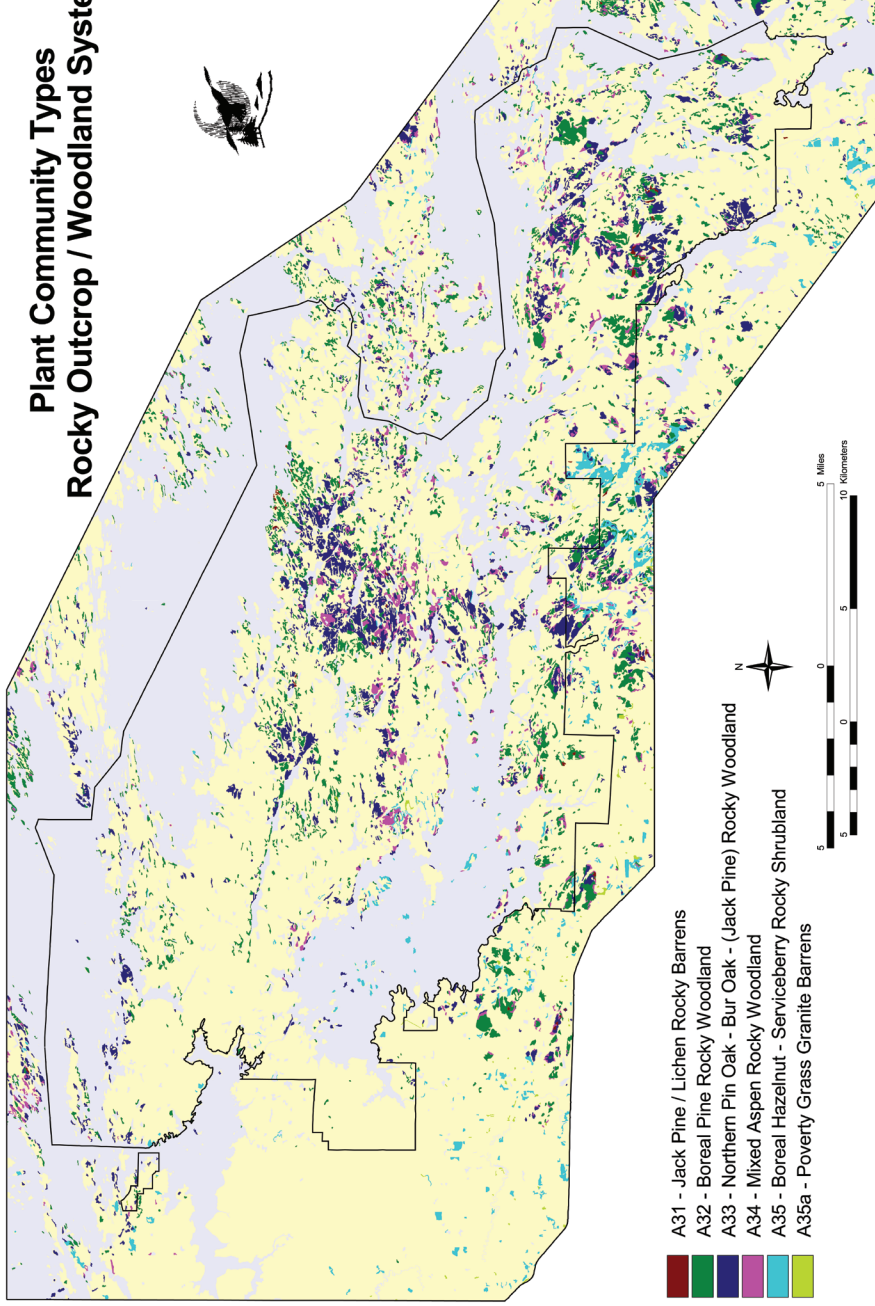 Plant Community Types
Rocky Outcrop / Woodland Syste
A31 - Jack Pine / Lichen Rocky Barrens
A32 - Boreal Pine Rocky Woodland
A33 - Northern Pin Oak - Bur Oak - (Jack Pine) Rocky Woodland
A34 - Mixed Aspen Rocky Woodland
A35 - Boreal Hazelnut - Serviceberry Rocky Shrubland
A35a - Poverty Grass Granite Barrens
N
5 0 5 Miles
5 0 5 10 Kilometers